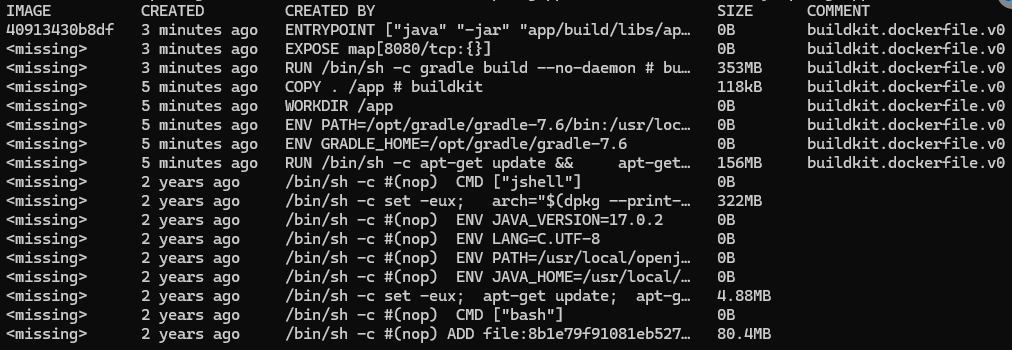 IMAGE CREATED CREATED BY SIZE COMMENT
40913430b8df 3 minutes ago ENTRYPOINT ["java" "-jar" "app/build/libs/ap… 0B buildkit.dockerfile.v0
<missing> 3 minutes ago EXPOSE map[8080/tcp:{}] 0B buildkit.dockerfile.v0
<missing> 3 minutes ago RUN /bin/sh -c gradle build --no-daemon # bu… 353MB buildkit.dockerfile.v0
<missing> 5 minutes ago COPY . /app # buildkit 118kB buildkit.dockerfile.v0
<missing> 5 minutes ago WORKDIR /app 0B buildkit.dockerfile.v0
<missing> 5 minutes ago ENV PATH=/opt/gradle/gradle-7.6/bin:/usr/loc… 0B buildkit.dockerfile.v0
<missing> 5 minutes ago ENV GRADLE_HOME=/opt/gradle/gradle-7.6 0B buildkit.dockerfile.v0
<missing> 5 minutes ago RUN /bin/sh -c apt-get update &&     apt-get… 156MB buildkit.dockerfile.v0
<missing> 2 years ago /bin/sh -c #(nop)  CMD ["jshell"] 0B
<missing> 2 years ago /bin/sh -c set -eux;   arch="$(dpkg --print-… 322MB
<missing> 2 years ago /bin/sh -c #(nop)  ENV JAVA_VERSION=17.0.2 0B
<missing> 2 years ago /bin/sh -c #(nop)  ENV LANG=C.UTF-8 0B
<missing> 2 years ago /bin/sh -c #(nop)  ENV PATH=/usr/local/openj… 0B
<missing> 2 years ago /bin/sh -c #(nop)  ENV JAVA_HOME=/usr/local/… 0B
<missing> 2 years ago /bin/sh -c set -eux;  apt-get update;  apt-g… 4.88MB
<missing> 2 years ago /bin/sh -c #(nop)  CMD ["bash"] 0B
<missing> 2 years ago /bin/sh -c #(nop) ADD file:8b1e79f91081eb527… 80.4MB